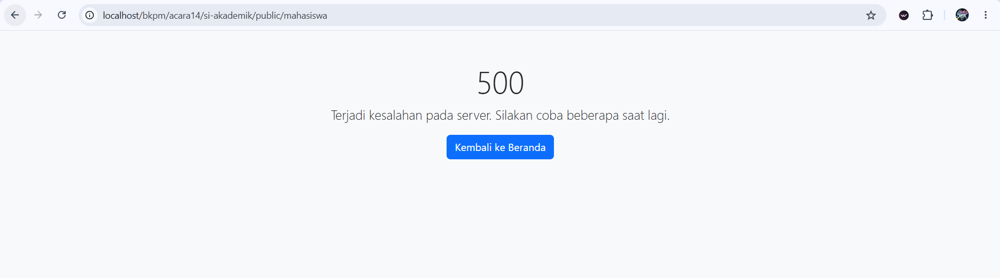 localhost/bkpm/acara14/si-akademik/public/mahasiswa
500
Terjadi kesalahan pada server. Silakan coba beberapa saat lagi.
Kembali ke Beranda